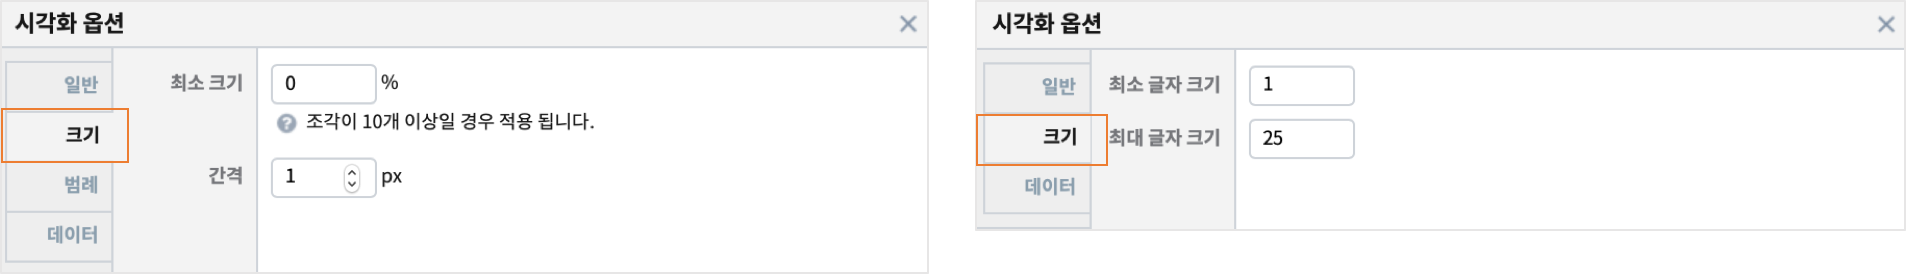 시각화 옵션
일반
크기
범례
데이터
최소 크기
0 %
조각이 10개 이상일 경우 적용 됩니다.
간격
1 px
시각화 옵션
일반
크기
데이터
최소 글자 크기
1
최대 글자 크기
25